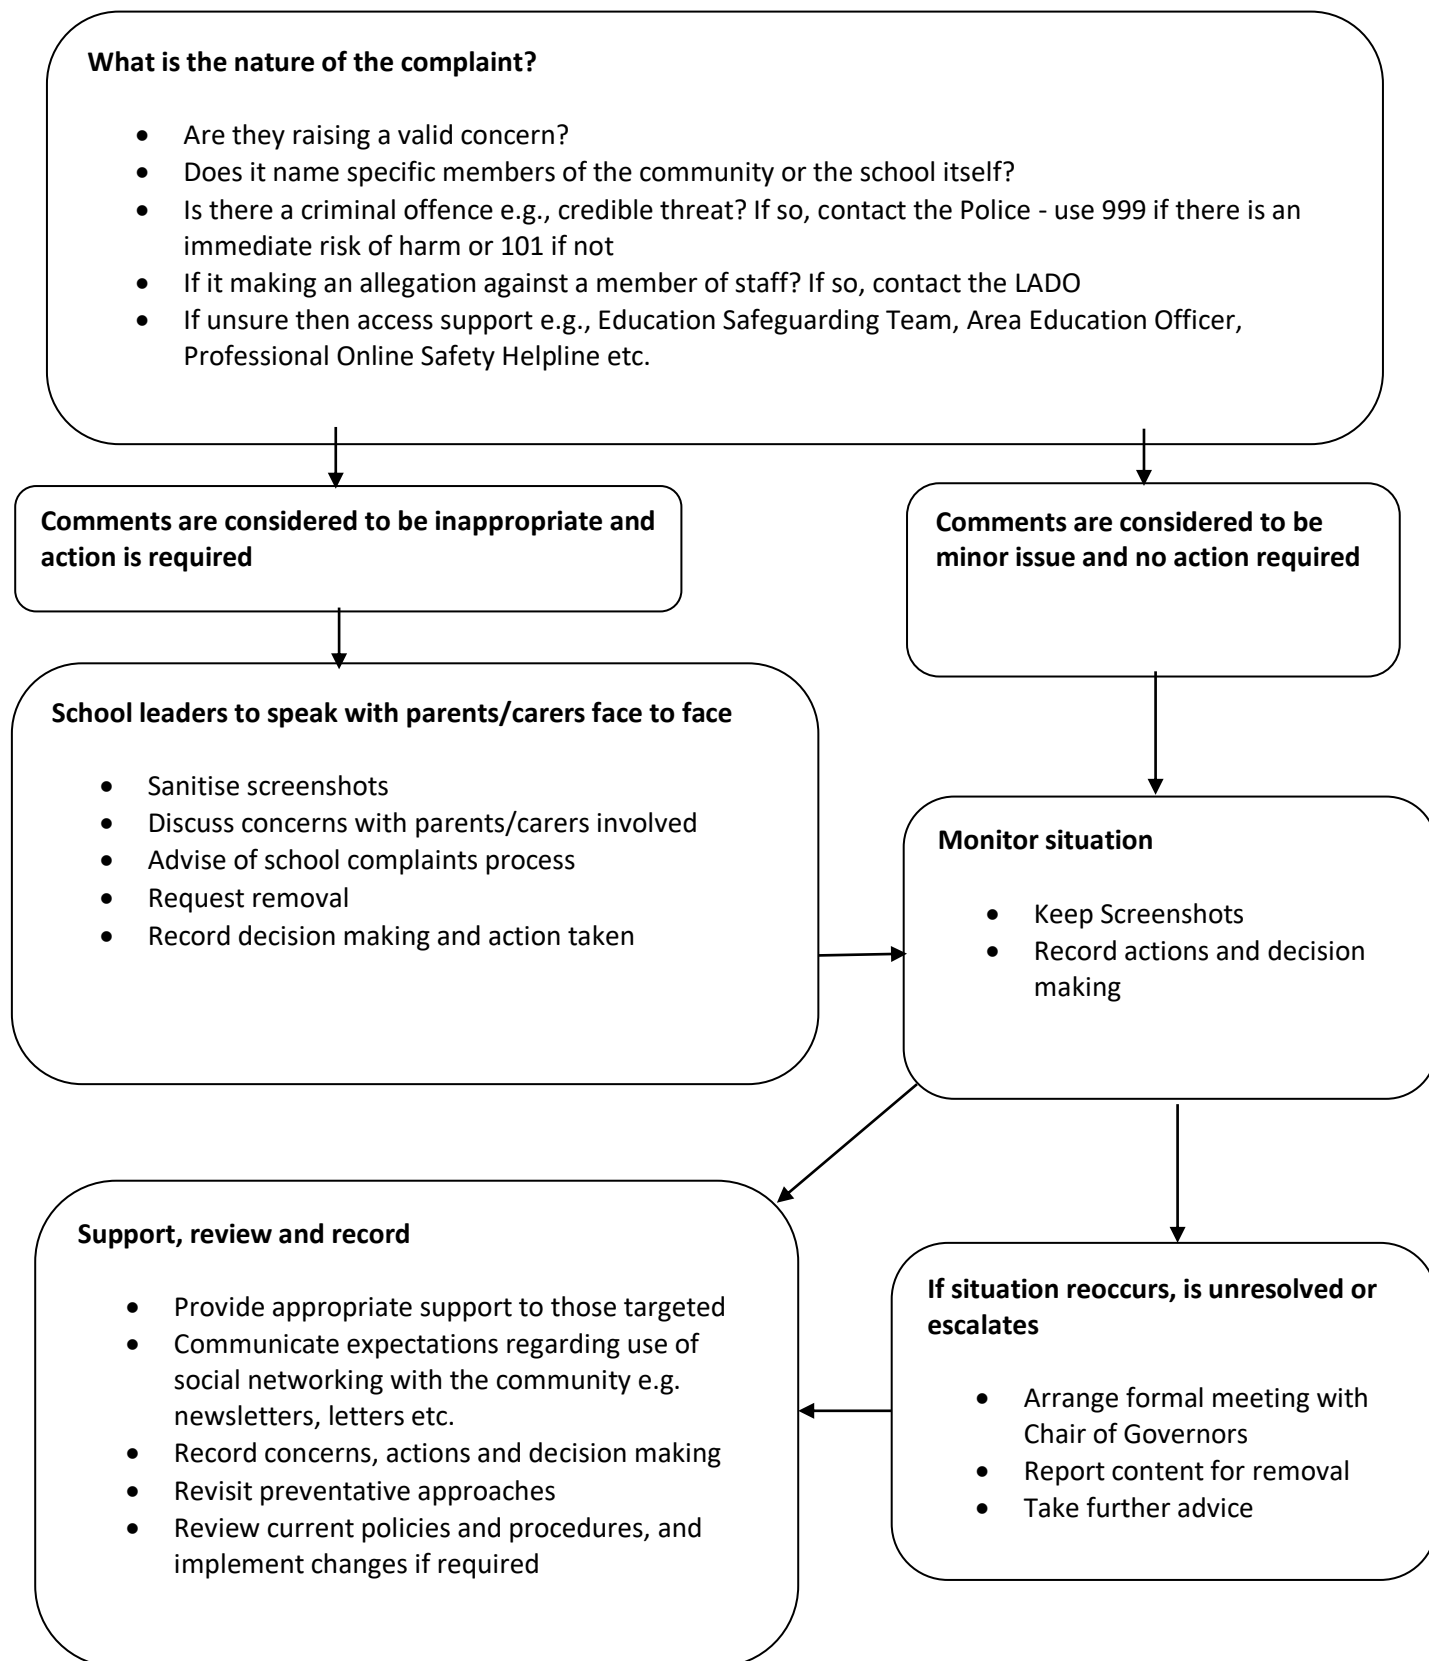 What is the nature of the complaint?
• Are they raising a valid concern?
• Does it name specific members of the community or the school itself?
• Is there a criminal offence e.g., credible threat? If so, contact the Police - use 999 if there is an
immediate risk of harm or 101 if not
• If it making an allegation against a member of staff? If so, contact the LADO
• If unsure then access support e.g., Education Safeguarding Team, Area Education Officer,
Professional Online Safety Helpline etc.
Comments are considered to be inappropriate and
action is required
Comments are considered to be
minor issue and no action required
School leaders to speak with parents/carers face to face
• Sanitise screenshots
• Discuss concerns with parents/carers involved
• Advise of school complaints process
• Request removal
• Record decision making and action taken
Monitor situation
• Keep Screenshots
• Record actions and decision
making
Support, review and record
• Provide appropriate support to those targeted
• Communicate expectations regarding use of
social networking with the community e.g.
newsletters, letters etc.
• Record concerns, actions and decision making
• Revisit preventative approaches
• Review current policies and procedures, and
implement changes if required
If situation reoccurs, is unresolved or
escalates
• Arrange formal meeting with
Chair of Governors
• Report content for removal
• Take further advice